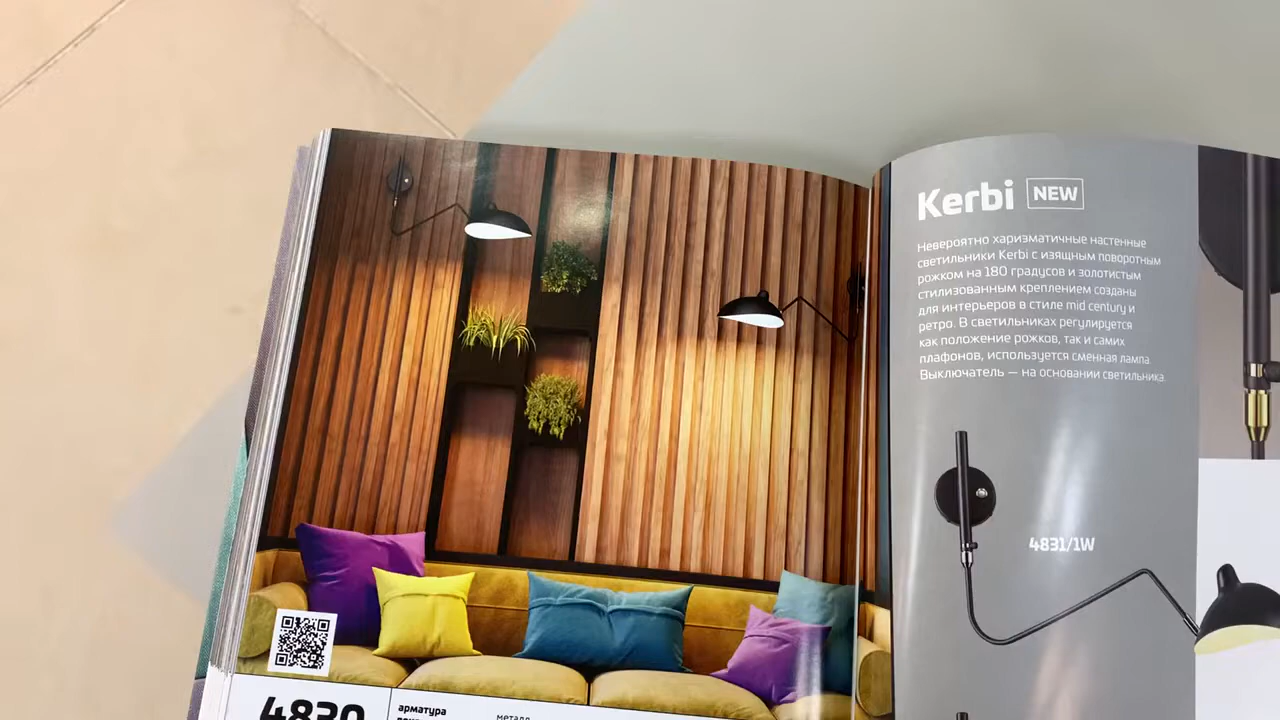 Kerbi NEW
Невероятно харизматичные настенные
светильники Kerbi с изящным поворотным
рожком на 180 градусов и золотистым
стилизованным креплением созданы
для интерьеров в стиле mid century и
ретро. В светильниках регулируется
как положение рожков, так и самих
плафонов, используется сменная лампа.
Выключатель — на основании светильника.
4831/1W
4830
арматура
металл